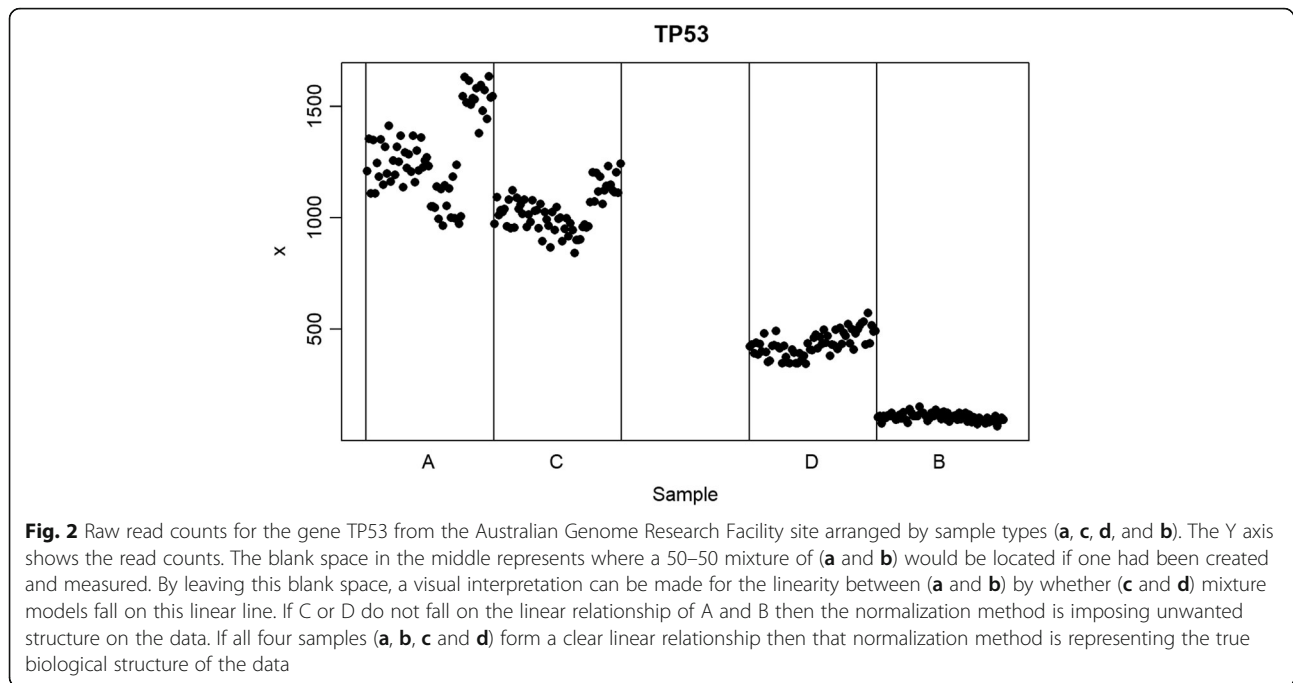 TP53
1500
1000
500
x
A C D B
Sample
Fig. 2 Raw read counts for the gene TP53 from the Australian Genome Research Facility site arranged by sample types (a, c, d, and b). The Y axis
shows the read counts. The blank space in the middle represents where a 50–50 mixture of (a and b) would be located if one had been created
and measured. By leaving this blank space, a visual interpretation can be made for the linearity between (a and b) by whether (c and d) mixture
models fall on this linear line. If C or D do not fall on the linear relationship of A and B then the normalization method is imposing unwanted
structure on the data. If all four samples (a, b, c and d) form a clear linear relationship then that normalization method is representing the true
biological structure of the data